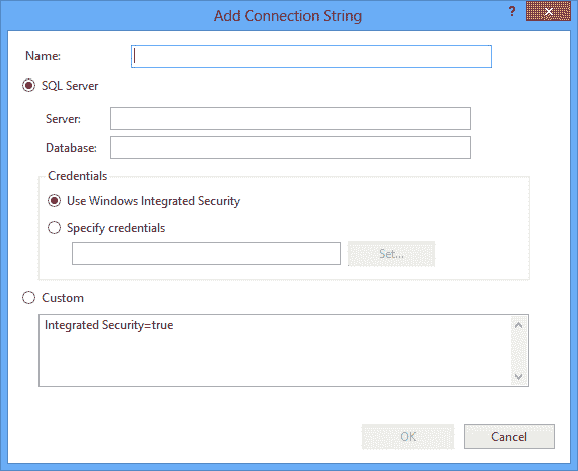 Add Connection String
?
Name:
SQL Server
Server:
Database:
Credentials
Use Windows Integrated Security
Specify credentials
Set...
Custom
Integrated Security=true
OK
Cancel